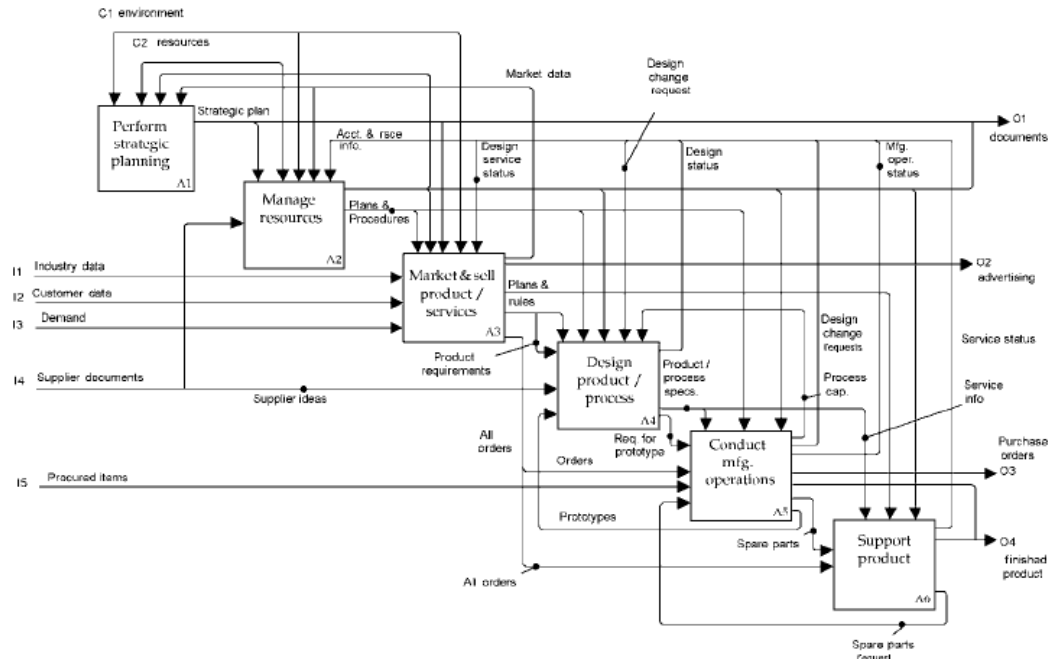 C1 environment
C2 resources
Market data
Design
change
request
Strategic plan
O1
documents
Perform
strategic
planning
A1
Acct. & rsce
info.
Design
service
status
Design
status
Mfg.
oper.
status
Manage
resources
A2
Plans &
Procedures
I1 Industry data
I2 Customer data
I3 Demand
Market & sell
product /
services
A3
Plans &
rules
O2
advertising
Product
requirements
Design
change
requests
Service status
I4 Supplier documents
Supplier ideas
Design
product /
process
A4
Product /
process
specs.
Process
cap.
Service
info
All
orders
Req. for
prototype
Orders
Conduct
mfg.
operations
A5
Purchase
orders
O3
I5 Procured items
Prototypes
Spare parts
Support
product
A6
O4
finished
product
All orders
Spare parts
request